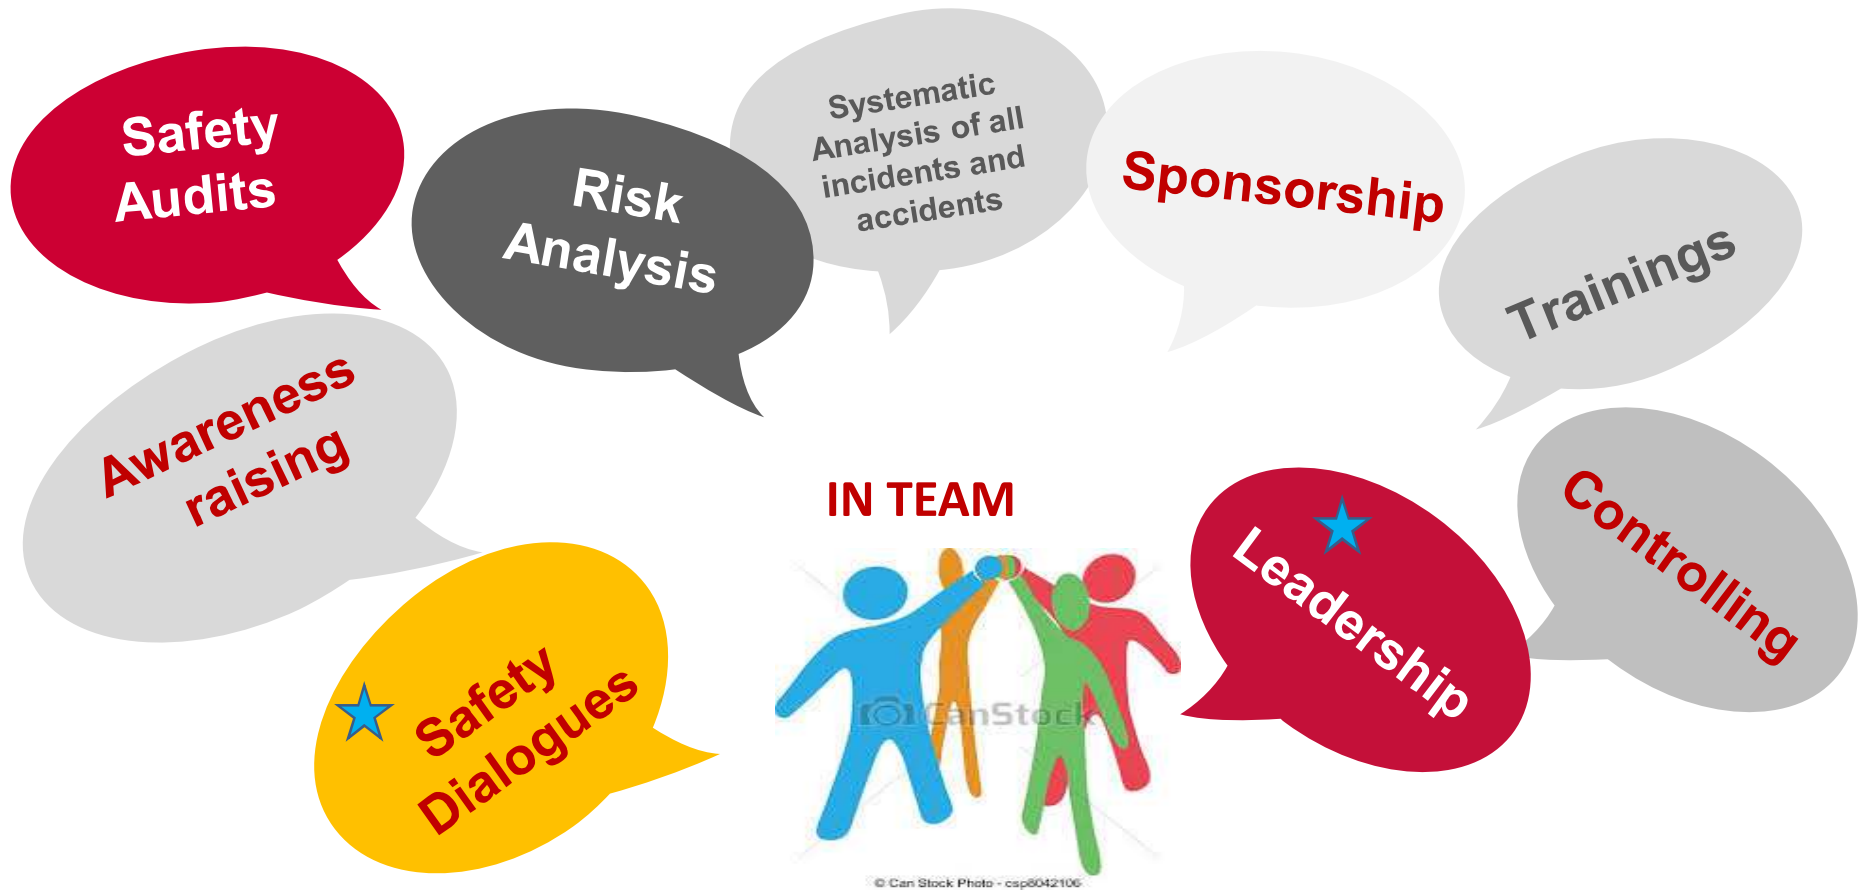 Safety
Audits
Risk
Analysis
Systematic
Analysis of all
incidents and
accidents
Sponsorship
Trainings
Awareness
raising
Controlling
Leadership
Safety
Dialogues
IN TEAM
CanStock
© Can Stock Photo - csp8042106